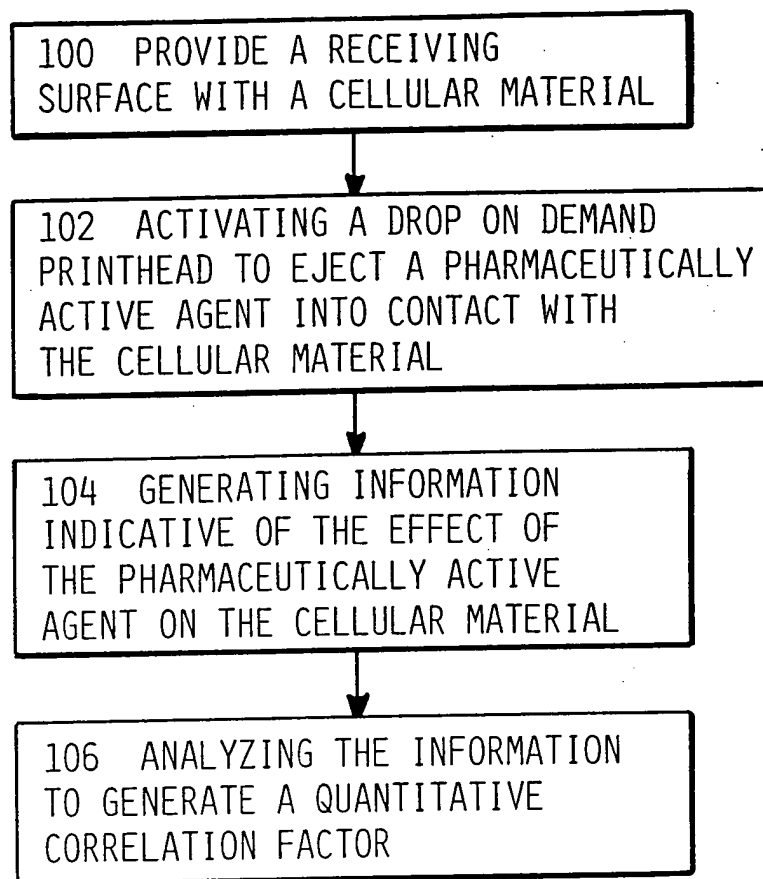 100 PROVIDE A RECEIVING
SURFACE WITH A CELLULAR MATERIAL
102 ACTIVATING A DROP ON DEMAND
PRINTHEAD TO EJECT A PHARMACEUTICALLY
ACTIVE AGENT INTO CONTACT WITH
THE CELLULAR MATERIAL
104 GENERATING INFORMATION
INDICATIVE OF THE EFFECT OF
THE PHARMACEUTICALLY ACTIVE
AGENT ON THE CELLULAR MATERIAL
106 ANALYZING THE INFORMATION
TO GENERATE A QUANTITATIVE
CORRELATION FACTOR